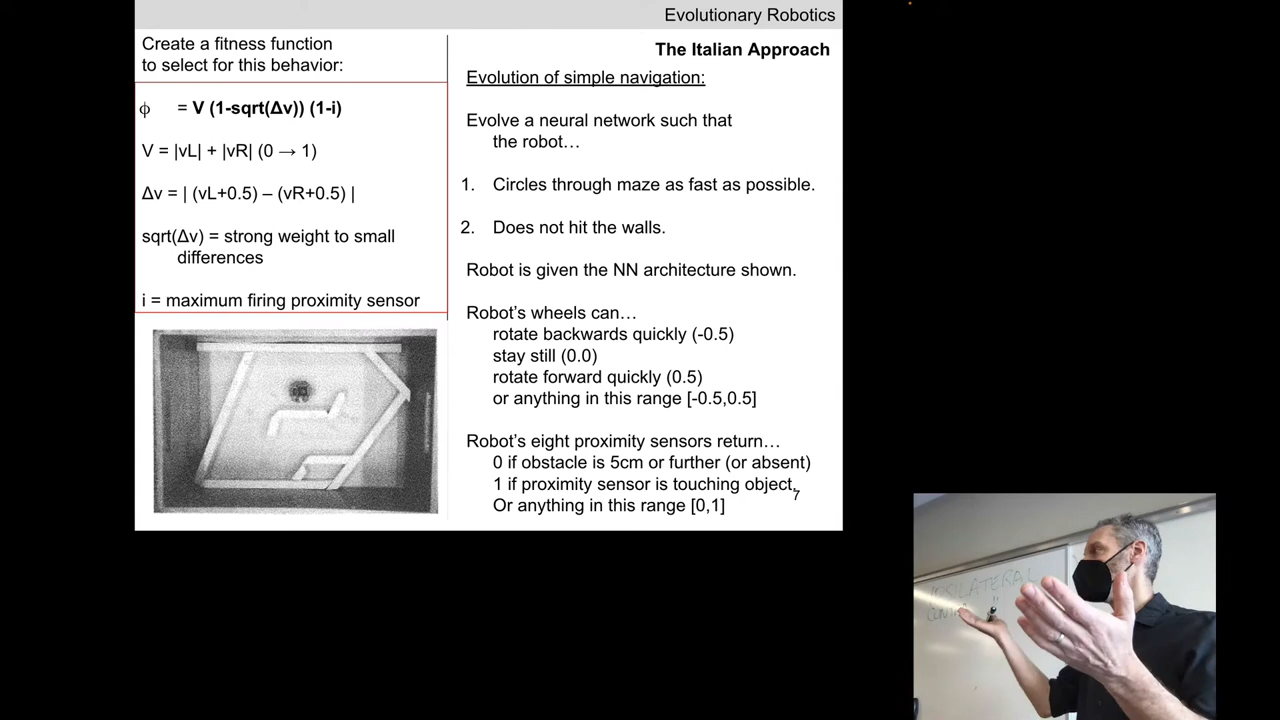 Evolutionary Robotics
Create a fitness function
to select for this behavior:
ϕ = V (1-sqrt(Δv)) (1-i)
V = |vL| + |vR| (0 → 1)
Δv = | (vL+0.5) – (vR+0.5) |
sqrt(Δv) = strong weight to small
differences
i = maximum firing proximity sensor
The Italian Approach
Evolution of simple navigation:
Evolve a neural network such that
the robot…
1. Circles through maze as fast as possible.
2. Does not hit the walls.
Robot is given the NN architecture shown.
Robot's wheels can…
rotate backwards quickly (-0.5)
stay still (0.0)
rotate forward quickly (0.5)
or anything in this range [-0.5,0.5]
Robot's eight proximity sensors return…
0 if obstacle is 5cm or further (or absent)
1 if proximity sensor is touching object.
Or anything in this range [0,1]
7